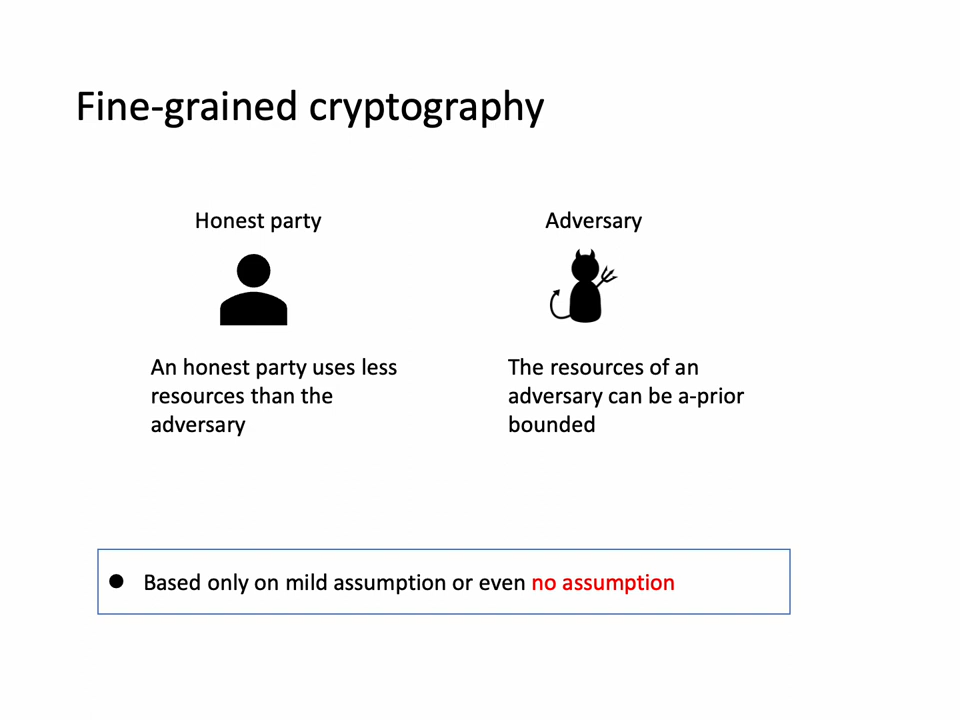 Fine-grained cryptography
Honest party
Adversary
An honest party uses less
resources than the
adversary
The resources of an
adversary can be a-prior
bounded
● Based only on mild assumption or even no assumption